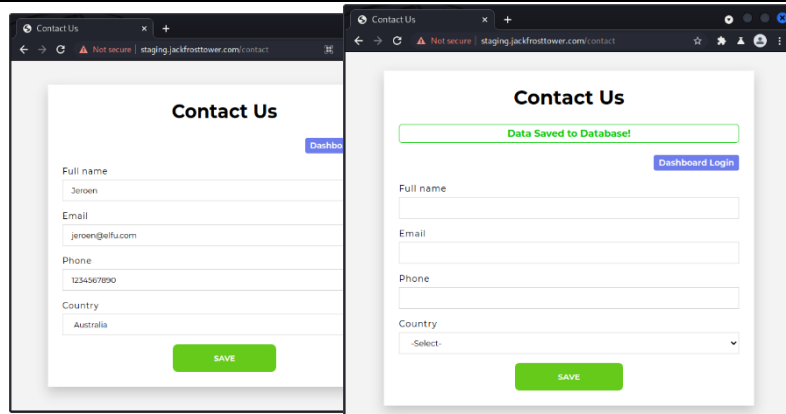 Contact Us
Not secure | staging.jackfrosttower.com/contact
Contact Us
Dashbo
Full name
Jeroen
Email
jeroen@elfu.com
Phone
1234567890
Country
Australia
SAVE
Contact Us
Not secure | staging.jackfrosttower.com/contact
Contact Us
Data Saved to Database!
Dashboard Login
Full name
Email
Phone
Country
-Select-
SAVE